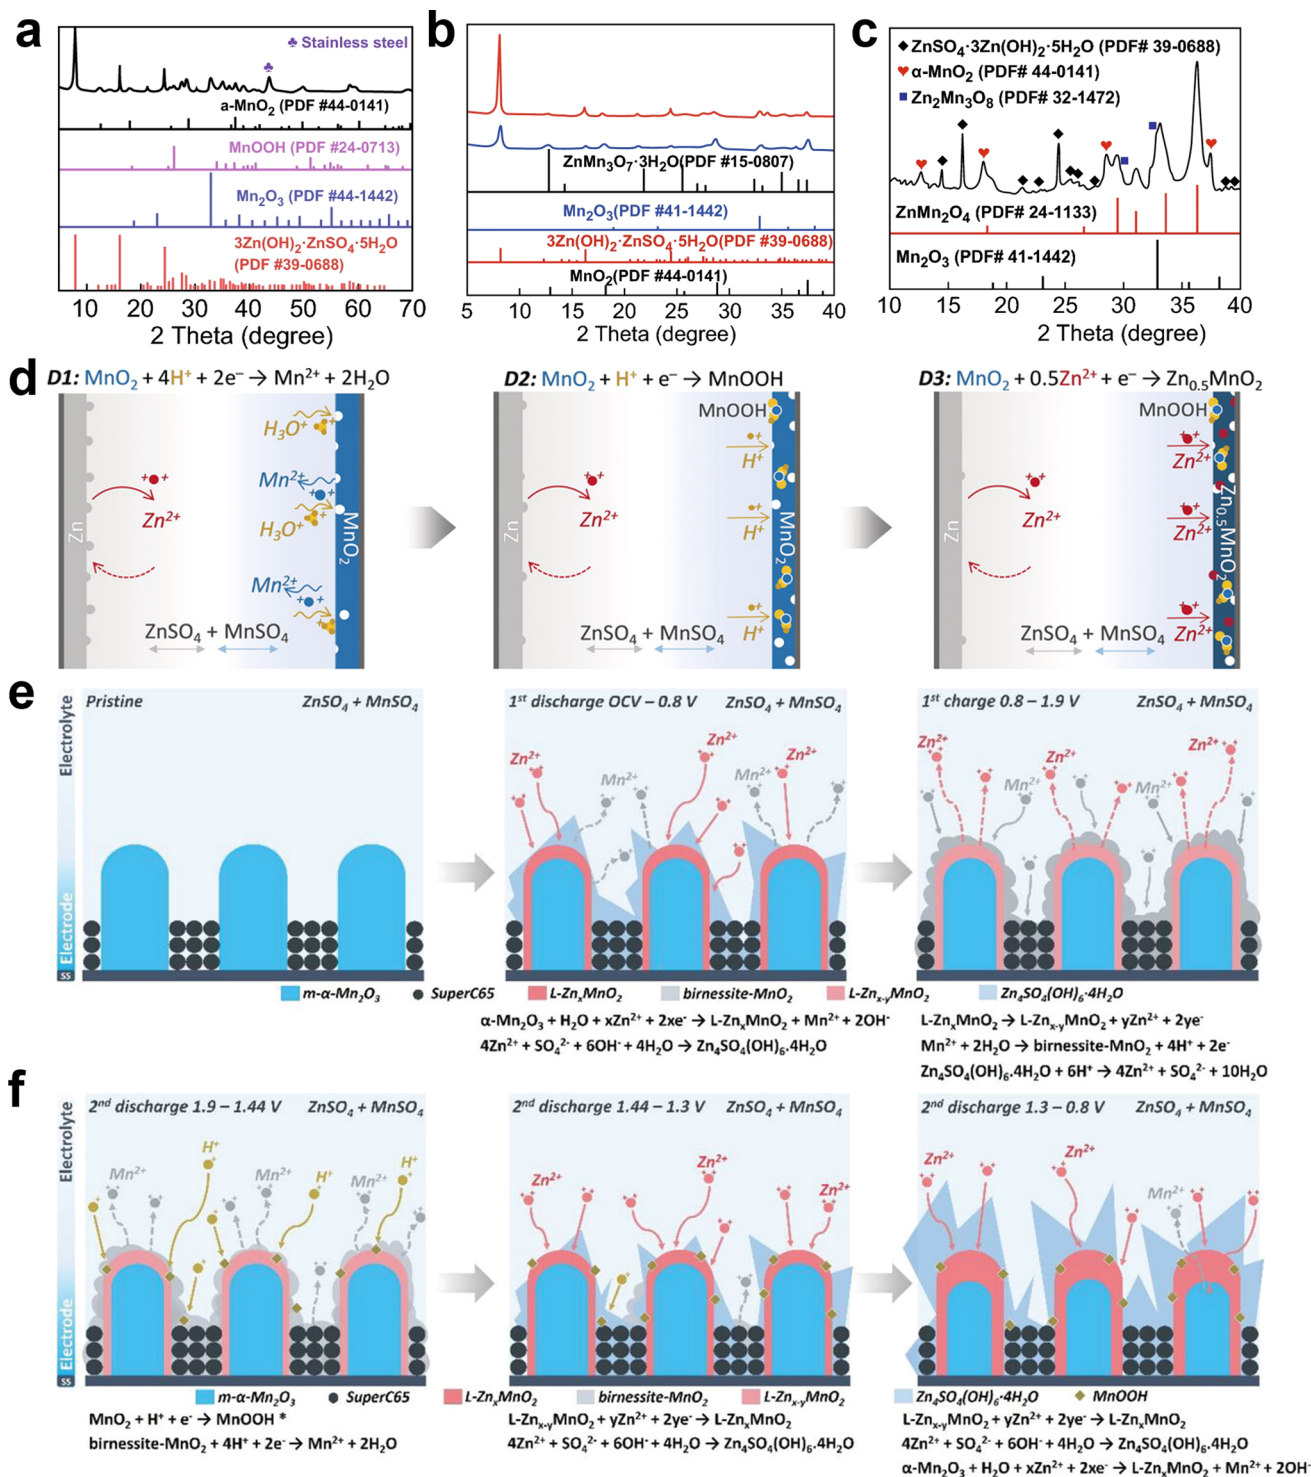 a
♣ Stainless steel
a-MnO₂ (PDF #44-0141)
MnOOH (PDF #24-0713)
Mn₂O₃ (PDF #44-1442)
3Zn(OH)₂·ZnSO₄·5H₂O
(PDF #39-0688)
10 20 30 40 50 60 70
2 Theta (degree)
b
ZnMn₃O₇·3H₂O(PDF #15-0807)
Mn₂O₃(PDF #41-1442)
3Zn(OH)₂·ZnSO₄·5H₂O(PDF #39-0688)
MnO₂(PDF #44-0141)
5 10 15 20 25 30 35 40
2 Theta (degree)
c
◆ ZnSO₄·3Zn(OH)₂·5H₂O (PDF# 39-0688)
♥ α-MnO₂ (PDF# 44-0141)
■ Zn₂Mn₃O₈ (PDF# 32-1472)
ZnMn₂O₄ (PDF# 24-1133)
Mn₂O₃ (PDF# 41-1442)
10 15 20 25 30 35 40
2 Theta (degree)
d
D1: MnO₂ + 4H⁺ + 2e⁻ → Mn²⁺ + 2H₂O
Zn
Zn²⁺
H₃O⁺
Mn²⁺
H₃O⁺
Mn²⁺
MnO₂
ZnSO₄ + MnSO₄
D2: MnO₂ + H⁺ + e⁻ → MnOOH
Zn
Zn²⁺
MnOOH
H⁺
H⁺
H⁺
MnO₂
ZnSO₄ + MnSO₄
D3: MnO₂ + 0.5Zn²⁺ + e⁻ → Zn₀.₅MnO₂
Zn
Zn²⁺
MnOOH
Zn²⁺
Zn²⁺
Zn²⁺
Zn₀.₅MnO₂
ZnSO₄ + MnSO₄
e
Electrolyte
Electrode
SS
Pristine ZnSO₄ + MnSO₄
1ˢᵗ discharge OCV – 0.8 V ZnSO₄ + MnSO₄
Zn²⁺ Mn²⁺ Zn²⁺ Mn²⁺ Zn²⁺
1ˢᵗ charge 0.8 – 1.9 V ZnSO₄ + MnSO₄
Zn²⁺ Mn²⁺ Zn²⁺ Mn²⁺ Zn²⁺
m-α-Mn₂O₃ SuperC65 L-ZnₓMnO₂ birnessite-MnO₂ L-Znₓ₋ᵧMnO₂ Zn₄SO₄(OH)₆·4H₂O
α-Mn₂O₃ + H₂O + xZn²⁺ + 2xe⁻ → L-ZnₓMnO₂ + Mn²⁺ + 2OH⁻
4Zn²⁺ + SO₄²⁻ + 6OH⁻ + 4H₂O → Zn₄SO₄(OH)₆.4H₂O
L-ZnₓMnO₂ → L-Znₓ₋ᵧMnO₂ + yZn²⁺ + 2ye⁻
Mn²⁺ + 2H₂O → birnessite-MnO₂ + 4H⁺ + 2e⁻
Zn₄SO₄(OH)₆.4H₂O + 6H⁺ → 4Zn²⁺ + SO₄²⁻ + 10H₂O
f
Electrolyte
Electrode
SS
2ⁿᵈ discharge 1.9 – 1.44 V ZnSO₄ + MnSO₄
Mn²⁺ H⁺ Mn²⁺ H⁺ Mn²⁺ H⁺
2ⁿᵈ discharge 1.44 – 1.3 V ZnSO₄ + MnSO₄
Zn²⁺ Zn²⁺ Zn²⁺
2ⁿᵈ discharge 1.3 – 0.8 V ZnSO₄ + MnSO₄
Zn²⁺ Zn²⁺ Mn²⁺ Zn²⁺
m-α-Mn₂O₃ SuperC65 L-ZnₓMnO₂ birnessite-MnO₂ L-Znₓ₋ᵧMnO₂ Zn₄SO₄(OH)₆·4H₂O MnOOH
MnO₂ + H⁺ + e⁻ → MnOOH *
birnessite-MnO₂ + 4H⁺ + 2e⁻ → Mn²⁺ + 2H₂O
L-Znₓ₋ᵧMnO₂ + yZn²⁺ + 2ye⁻ → L-ZnₓMnO₂
4Zn²⁺ + SO₄²⁻ + 6OH⁻ + 4H₂O → Zn₄SO₄(OH)₆.4H₂O
L-Znₓ₋ᵧMnO₂ + yZn²⁺ + 2ye⁻ → L-ZnₓMnO₂
4Zn²⁺ + SO₄²⁻ + 6OH⁻ + 4H₂O → Zn₄SO₄(OH)₆.4H₂O
α-Mn₂O₃ + H₂O + xZn²⁺ + 2xe⁻ → L-ZnₓMnO₂ + Mn²⁺ + 2OH⁻